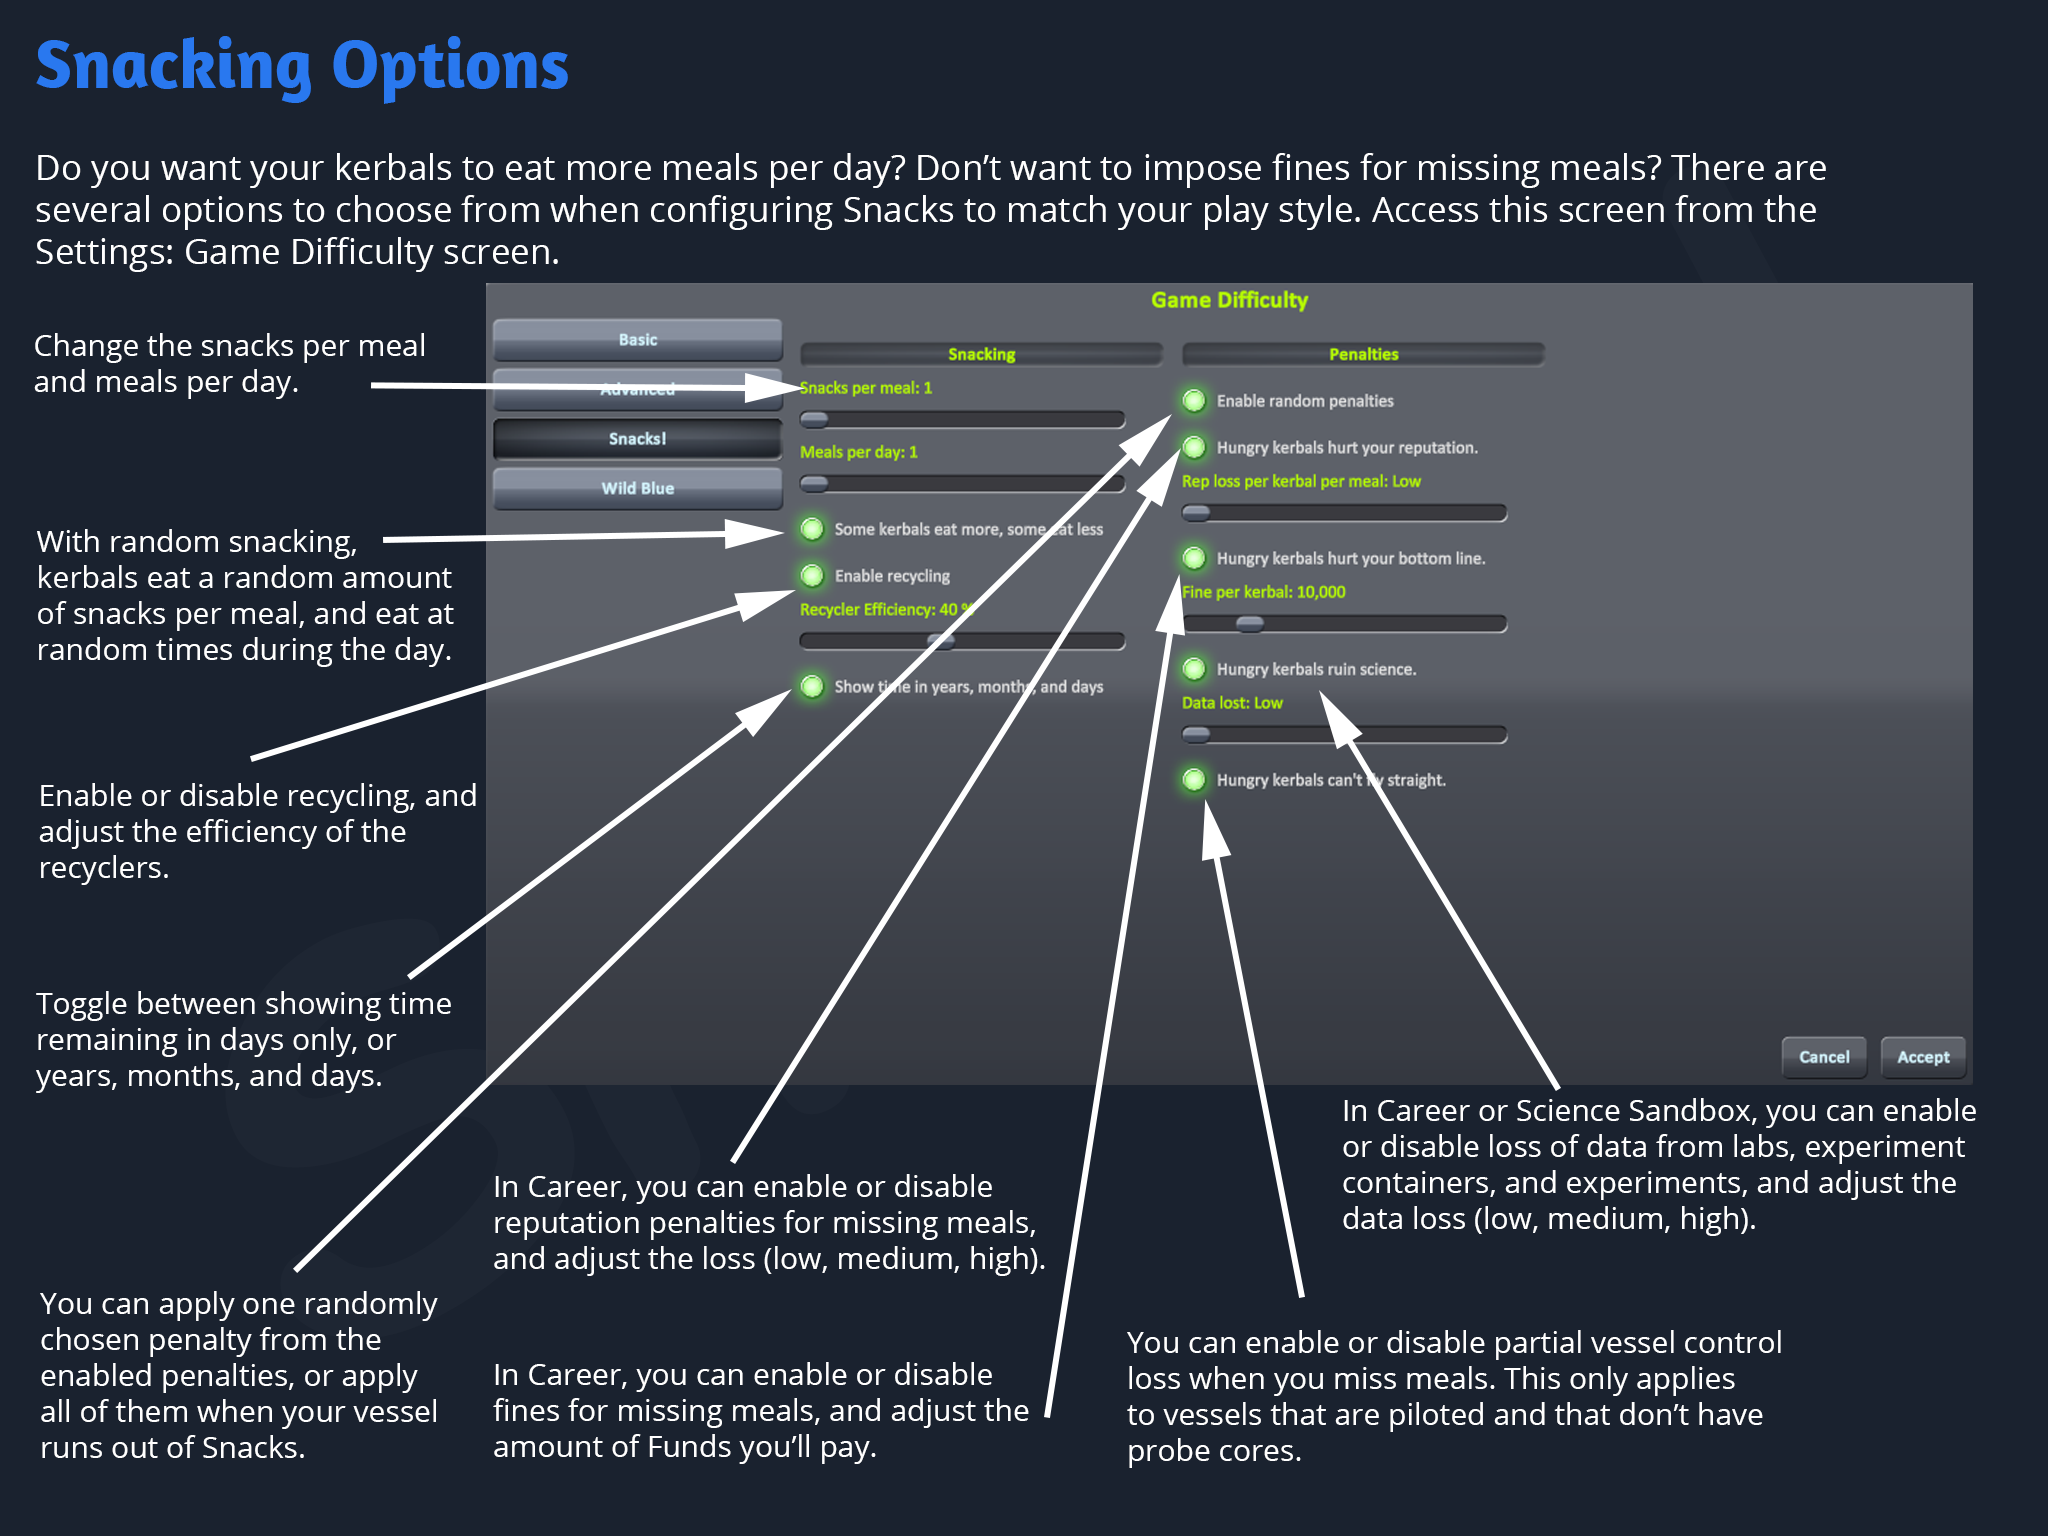 Snacking Options
Do you want your kerbals to eat more meals per day? Don’t want to impose fines for missing meals? There are
several options to choose from when configuring Snacks to match your play style. Access this screen from the
Settings: Game Difficulty screen.
Change the snacks per meal
and meals per day.
With random snacking,
kerbals eat a random amount
of snacks per meal, and eat at
random times during the day.
Enable or disable recycling, and
adjust the efficiency of the
recyclers.
Toggle between showing time
remaining in days only, or
years, months, and days.
You can apply one randomly
chosen penalty from the
enabled penalties, or apply
all of them when your vessel
runs out of Snacks.
Game Difficulty
Basic
Advanced
Snacks!
Wild Blue
Snacking
Snacks per meal: 1
Meals per day: 1
Some kerbals eat more, some eat less
Enable recycling
Recycler Efficiency: 40 %
Show time in years, months, and days
Penalties
Enable random penalties
Hungry kerbals hurt your reputation.
Rep loss per kerbal per meal: Low
Hungry kerbals hurt your bottom line.
Fine per kerbal: 10,000
Hungry kerbals ruin science.
Data lost: Low
Hungry kerbals can't fly straight.
Cancel
Accept
In Career, you can enable or disable
reputation penalties for missing meals,
and adjust the loss (low, medium, high).
In Career, you can enable or disable
fines for missing meals, and adjust the
amount of Funds you’ll pay.
In Career or Science Sandbox, you can enable
or disable loss of data from labs, experiment
containers, and experiments, and adjust the
data loss (low, medium, high).
You can enable or disable partial vessel control
loss when you miss meals. This only applies
to vessels that are piloted and that don’t have
probe cores.